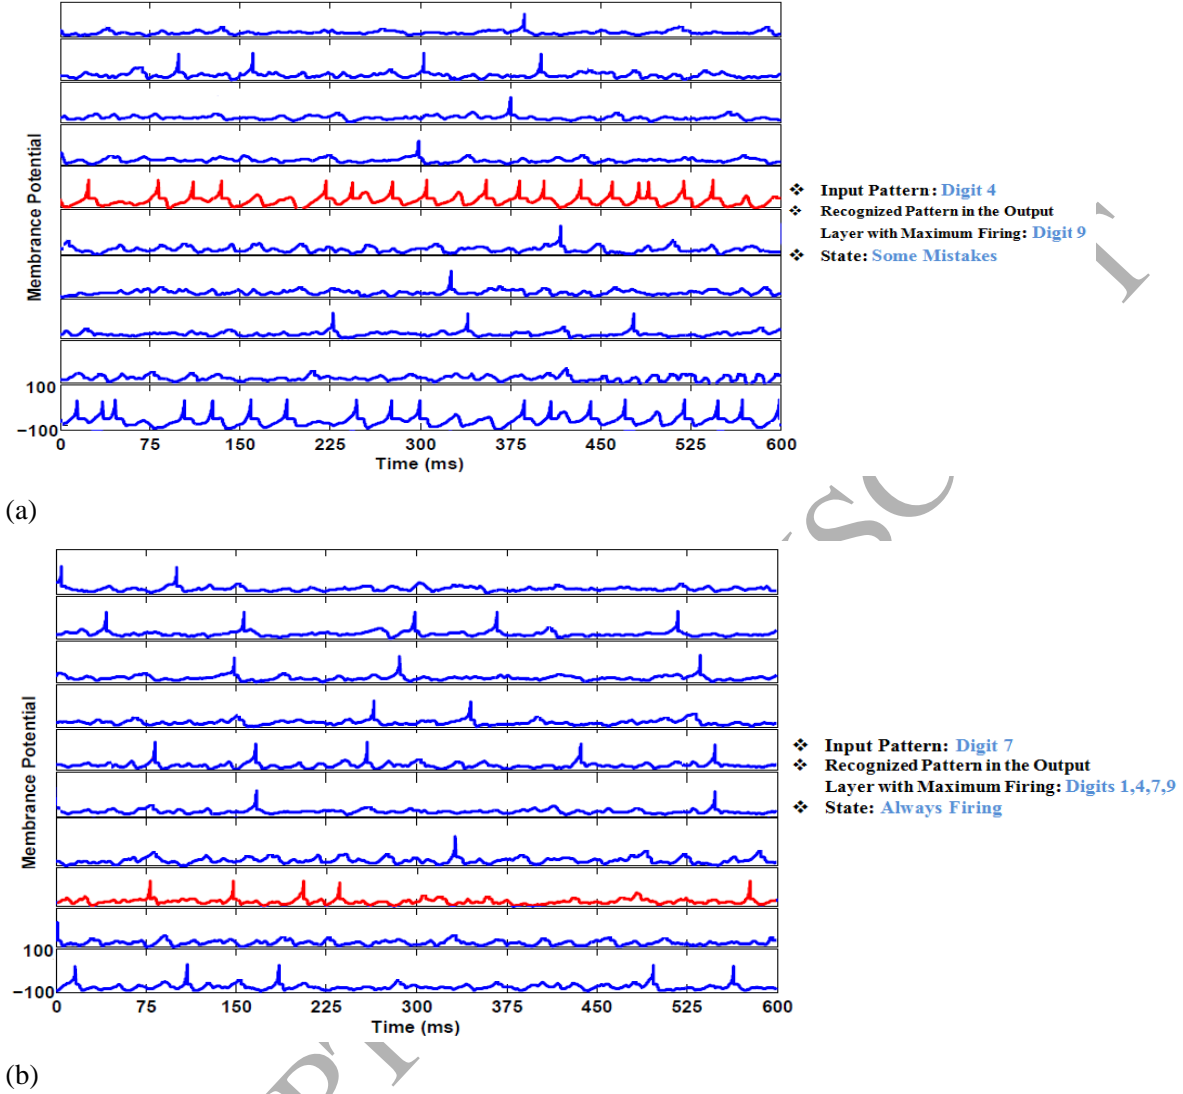 Membrance Potential
100
−100
0 75 150 225 300 375 450 525 600
Time (ms)
❖ Input Pattern: Digit 4
❖ Recognized Pattern in the Output
Layer with Maximum Firing: Digit 9
❖ State: Some Mistakes
(a)
Membrance Potential
100
−100
0 75 150 225 300 375 450 525 600
Time (ms)
❖ Input Pattern: Digit 7
❖ Recognized Pattern in the Output
Layer with Maximum Firing: Digits 1,4,7,9
❖ State: Always Firing
(b)